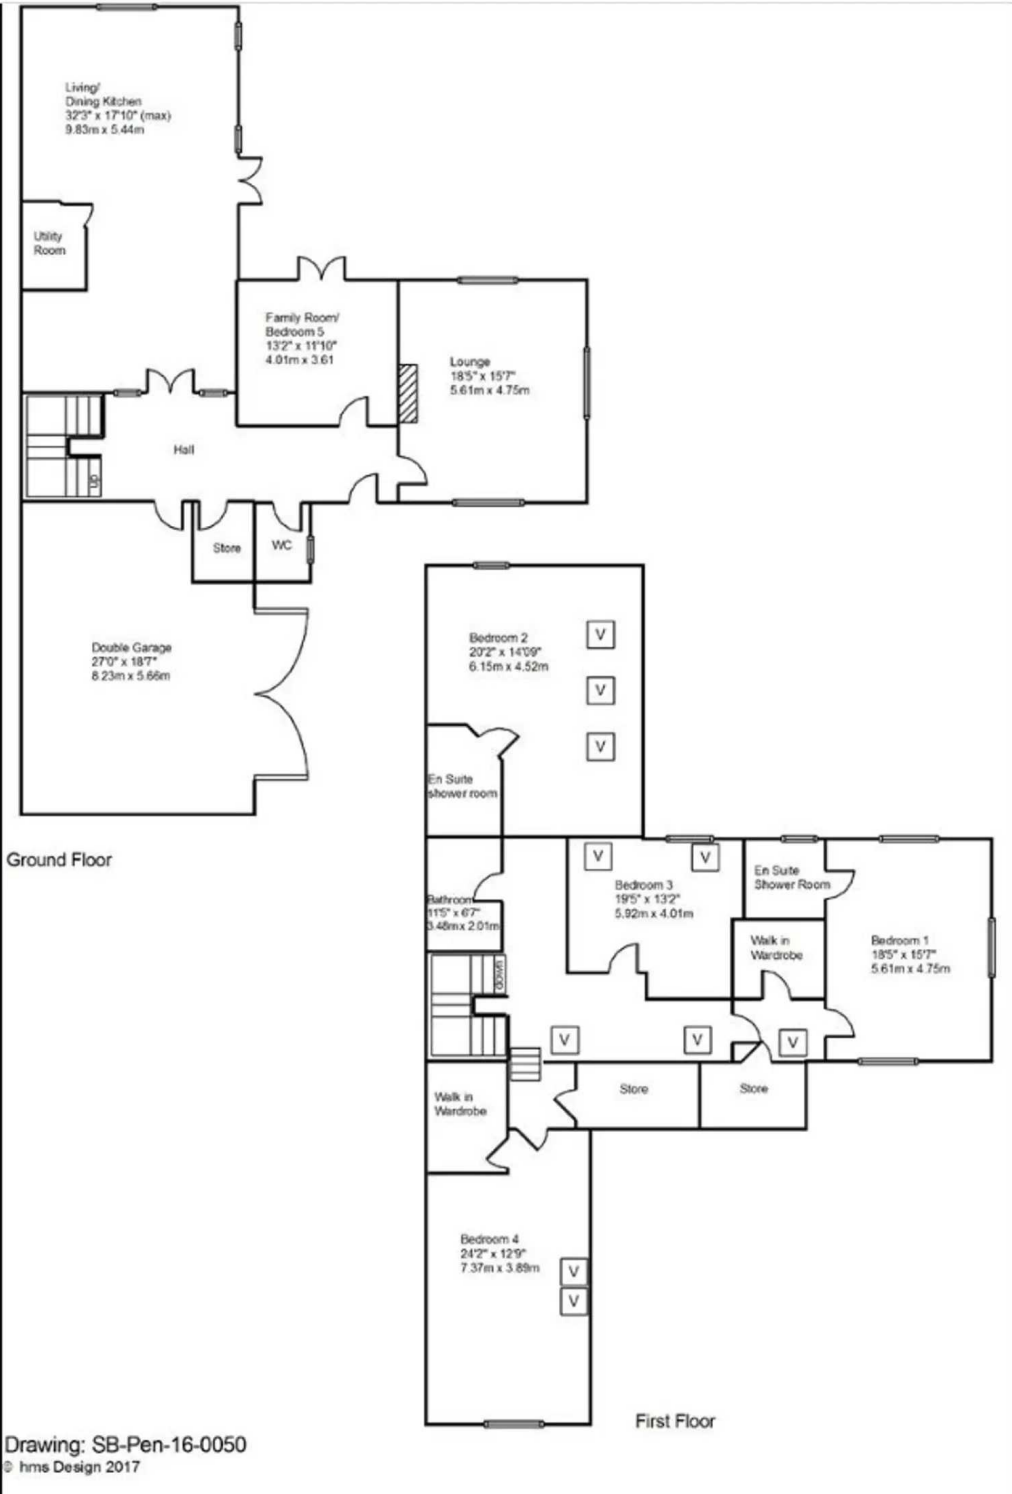 Living/
Dining Kitchen
32'3" x 17'10" (max)
9.83m x 5.44m
Utility
Room
Family Room/
Bedroom 5
13'2" x 11'10"
4.01m x 3.61
Lounge
18'5" x 15'7"
5.61m x 4.75m
Hall
up
Store
WC
Double Garage
27'0" x 18'7"
8.23m x 5.66m
Ground Floor
Bedroom 2
20'2" x 14'09"
6.15m x 4.52m
V
V
V
En Suite
shower room
V
V
Bedroom 3
19'5" x 13'2"
5.92m x 4.01m
En Suite
Shower Room
Bathroom
11'5" x 6'7"
3.48m x 2.01m
Walk in
Wardrobe
Bedroom 1
18'5" x 15'7"
5.61m x 4.75m
down
V
V
V
Store
Store
Walk in
Wardrobe
Bedroom 4
24'2" x 12'9"
7.37m x 3.89m
V
V
First Floor
Drawing: SB-Pen-16-0050
© hms Design 2017